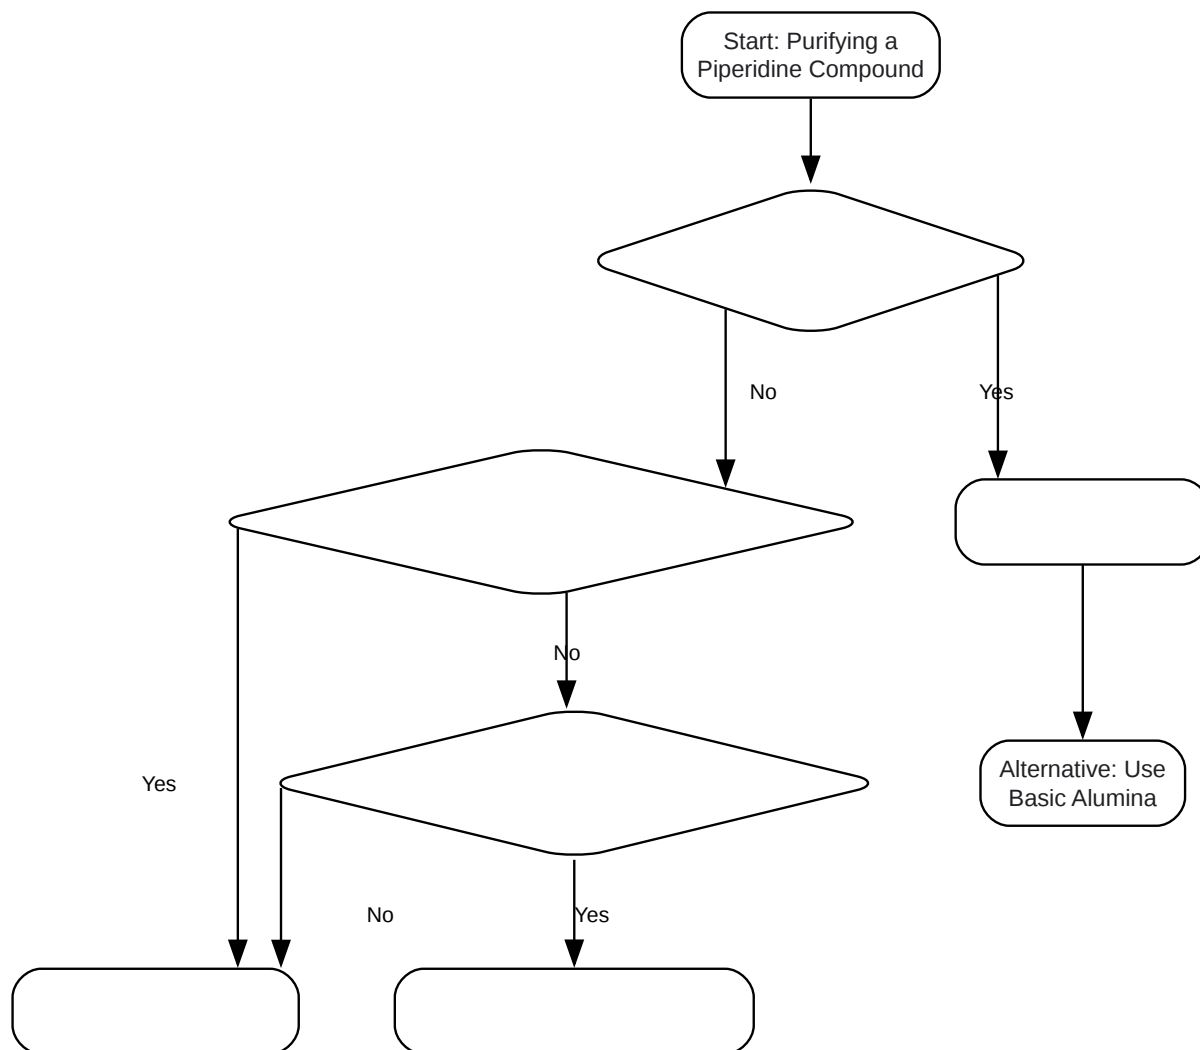 Start: Purifying a
Piperidine Compound
No
Yes
No
Yes
Alternative: Use
Basic Alumina
No
Yes